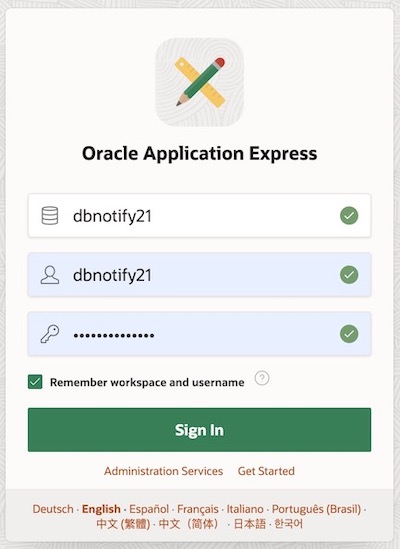 Oracle Application Express
dbnotify21
dbnotify21
••••••••••••••
Remember workspace and username ?
Sign In
Administration Services Get Started
Deutsch · English · Español · Français · Italiano · Português (Brasil) ·
中文 (繁體) · 中文（简体） · 日本語 · 한국어